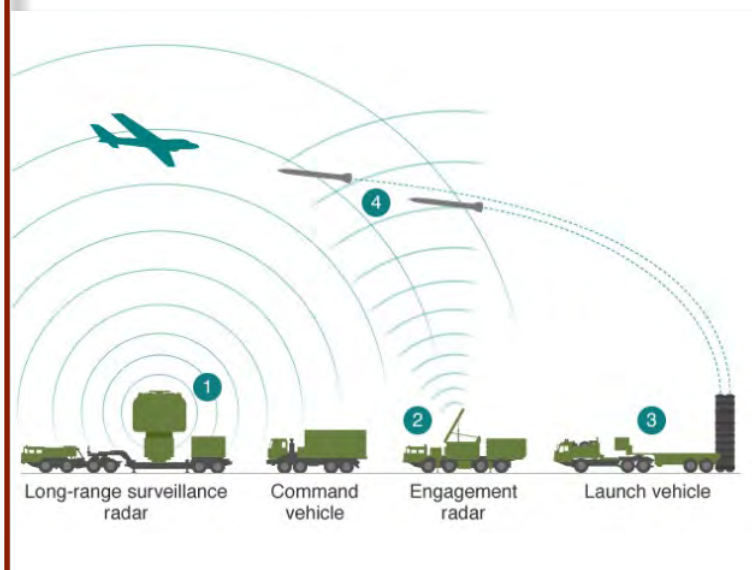 4
1
2
3
Long-range surveillance
radar
Command
vehicle
Engagement
radar
Launch vehicle